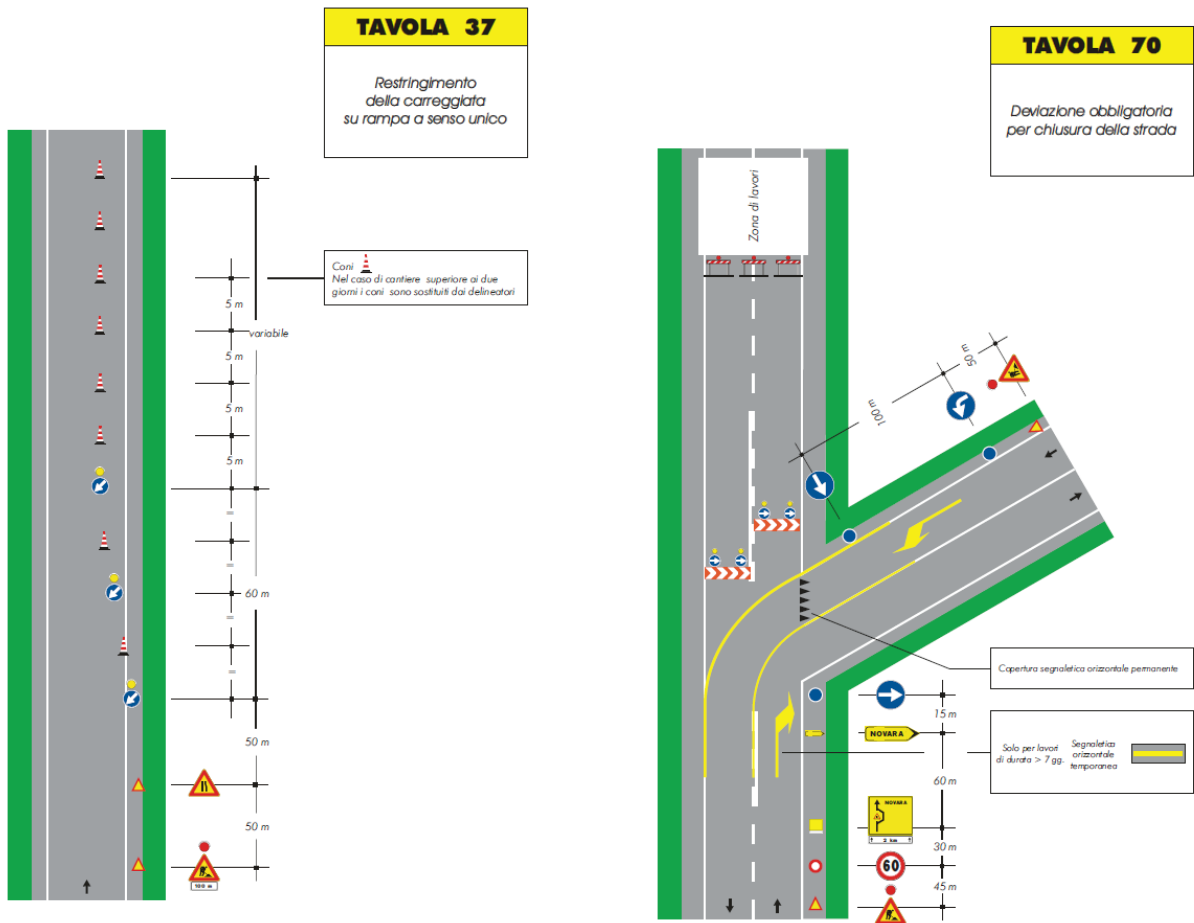 TAVOLA 37
Restringimento
della carreggiata
su rampa a senso unico
Coni
Nel caso di cantiere superiore ai due
giorni i coni sono sostituiti dai delineatori
5 m
variabile
5 m
5 m
5 m
=
=
60 m
=
=
50 m
50 m
100 m
TAVOLA 70
Deviazione obbligatoria
per chiusura della strada
Zona di lavori
50 m
100 m
Copertura segnaletica orizzontale permanente
15 m
NOVARA
Solo per lavori
di durata > 7 gg.
Segnaletica
orizzontale
temporanea
60 m
NOVARA
2 km
30 m
60
45 m